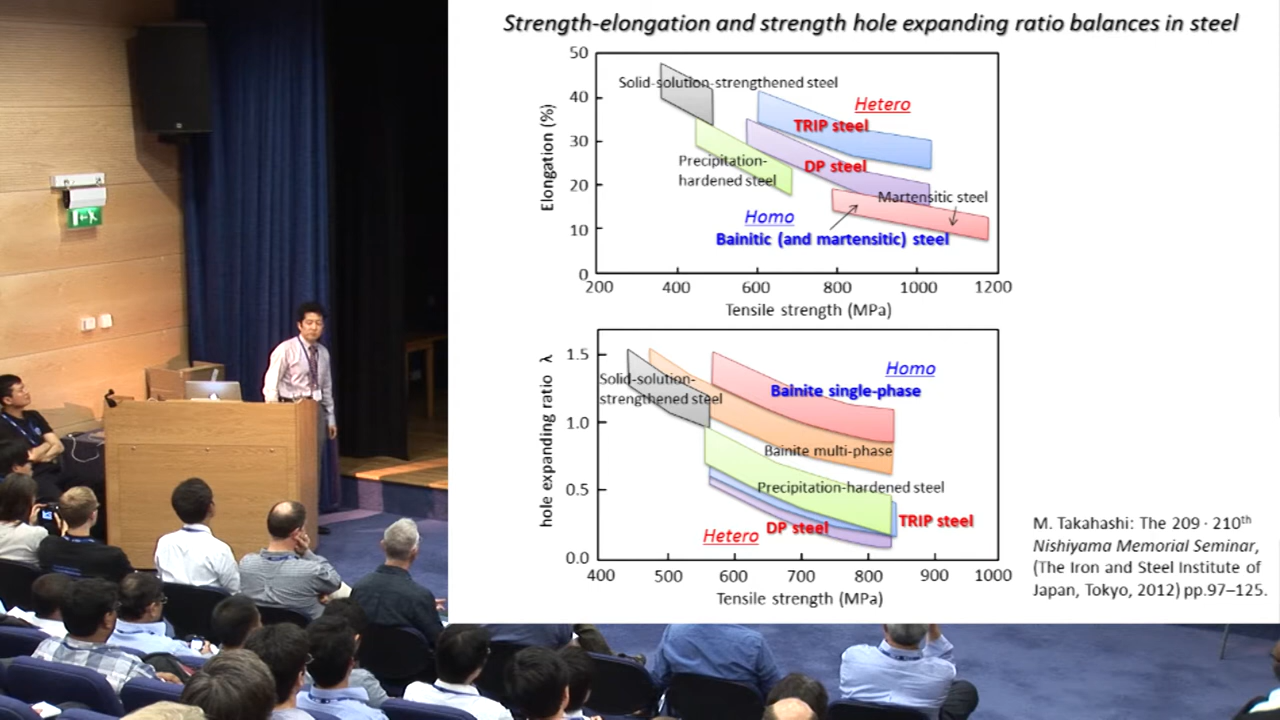 Strength-elongation and strength hole expanding ratio balances in steel
50
40
30
20
10
0
Elongation (%)
Solid-solution-strengthened steel
Hetero
TRIP steel
Precipitation-
hardened steel
DP steel
Martensitic steel
Homo
Bainitic (and martensitic) steel
200 400 600 800 1000 1200
Tensile strength (MPa)
1.5
1.0
0.5
0.0
hole expanding ratio λ
Homo
Solid-solution-
strengthened steel
Bainite single-phase
Bainite multi-phase
Precipitation-hardened steel
TRIP steel
DP steel
Hetero
400 500 600 700 800 900 1000
Tensile strength (MPa)
M. Takahashi: The 209 · 210th
Nishiyama Memorial Seminar,
(The Iron and Steel Institute of
Japan, Tokyo, 2012) pp.97–125.